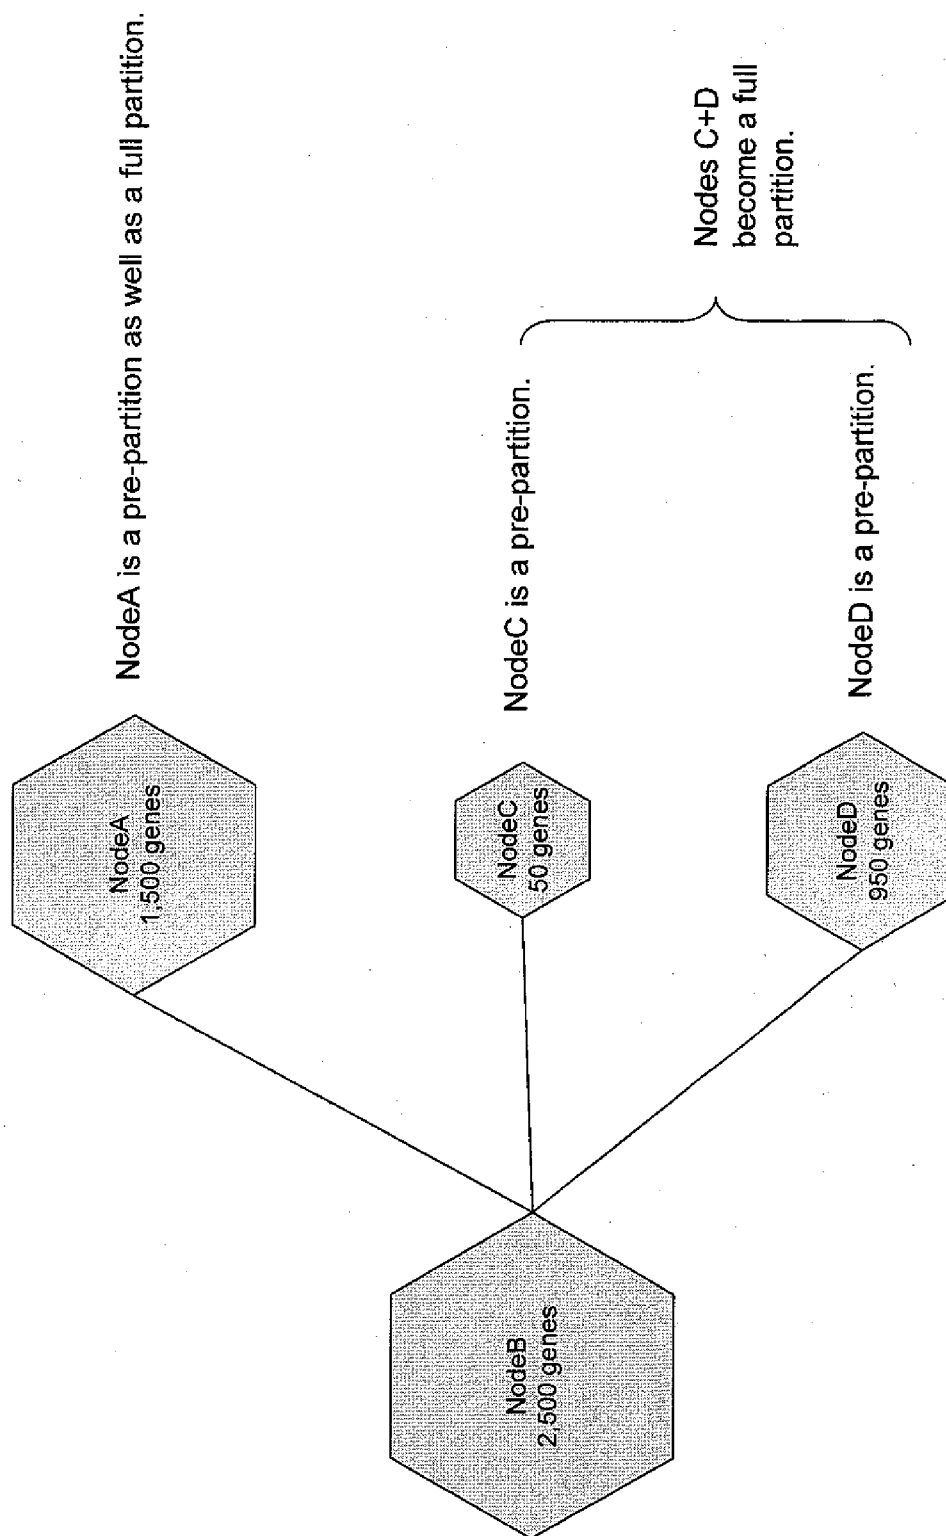 NodeB
2,500 genes
NodeA
1,500 genes
NodeA is a pre-partition as well as a full partition.
NodeC
50 genes
NodeC is a pre-partition.
NodeD
950 genes
NodeD is a pre-partition.
Nodes C+D
become a full
partition.